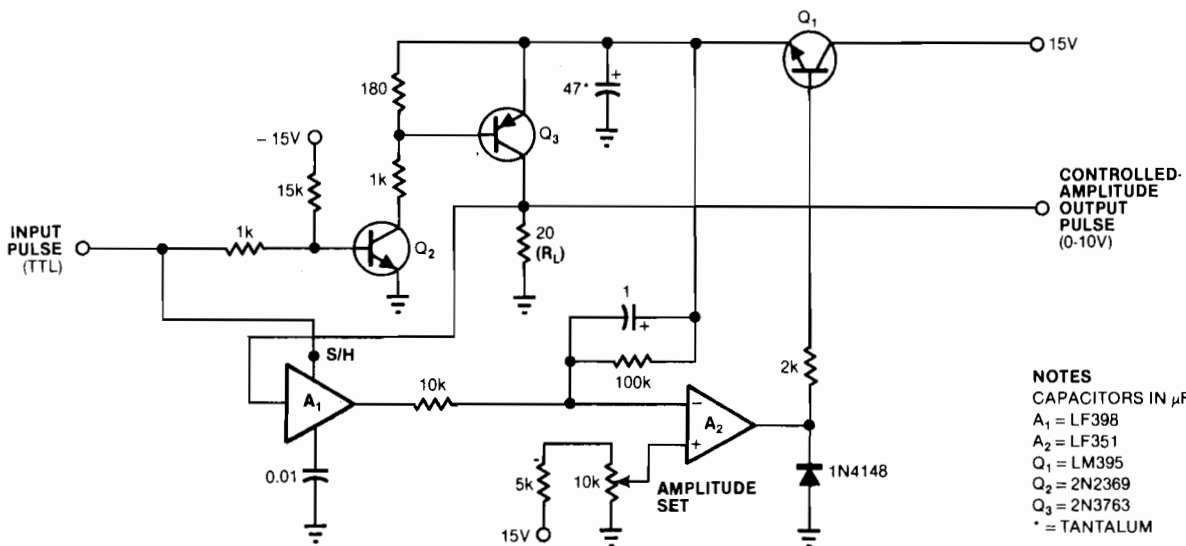 Q1
15V
180
47*
+
Q3
– 15V
1k
15k
CONTROLLED-
AMPLITUDE
OUTPUT
PULSE
(0-10V)
INPUT
PULSE
(TTL)
1k
Q2
20
(RL)
1
+
S/H
100k
2k
A1
10k
–
A2
+
NOTES
CAPACITORS IN µF
A1 = LF398
A2 = LF351
Q1 = LM395
Q2 = 2N2369
Q3 = 2N3763
* = TANTALUM
0.01
5k
10k
AMPLITUDE
SET
1N4148
15V